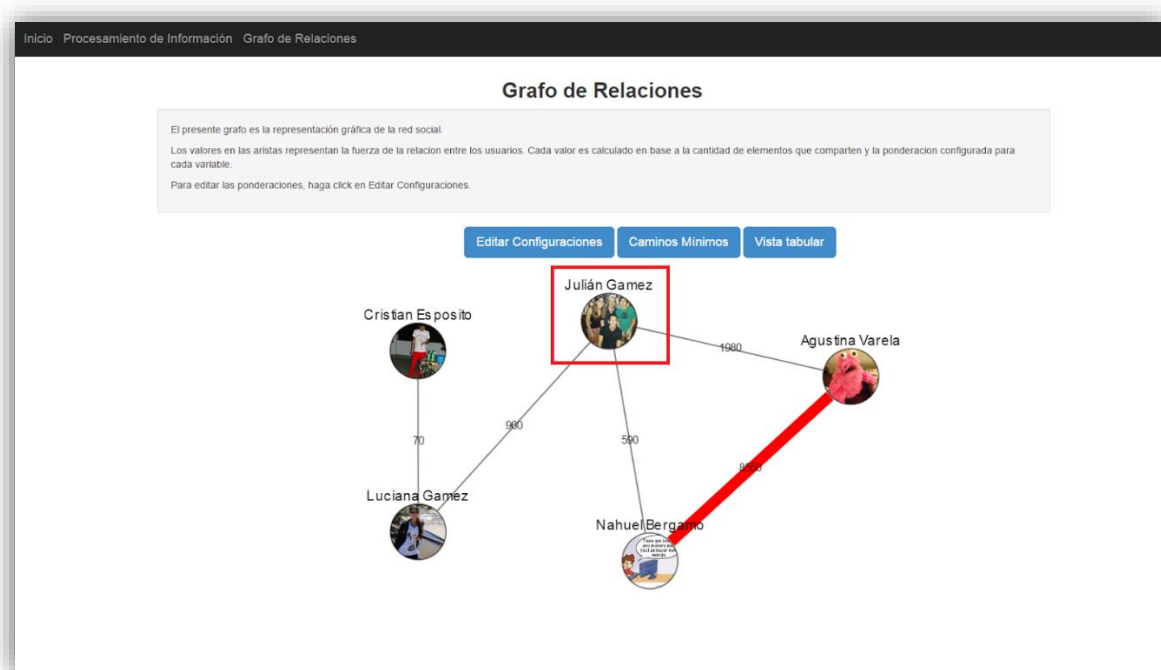 Inicio Procesamiento de Información Grafo de Relaciones
Grafo de Relaciones
El presente grafo es la representación gráfica de la red social.
Los valores en las aristas representan la fuerza de la relacion entre los usuarios. Cada valor es calculado en base a la cantidad de elementos que comparten y la ponderacion configurada para
cada variable.
Para editar las ponderaciones, haga click en Editar Configuraciones.
Editar Configuraciones Caminos Mínimos Vista tabular
Julián Gamez
Cristian Esposito
Agustina Varela
1980
900
70
590
Luciana Gamez
Nahuel Bergamo